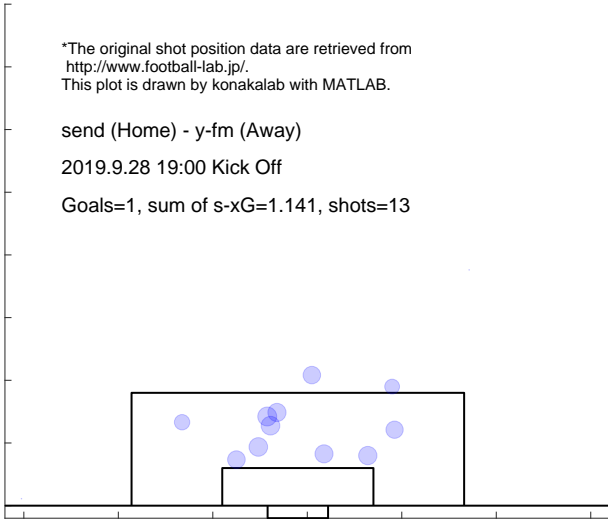 *The original shot position data are retrieved from
http://www.football-lab.jp/.
This plot is drawn by konakalab with MATLAB.
send (Home) - y-fm (Away)
2019.9.28 19:00 Kick Off
Goals=1, sum of s-xG=1.141, shots=13